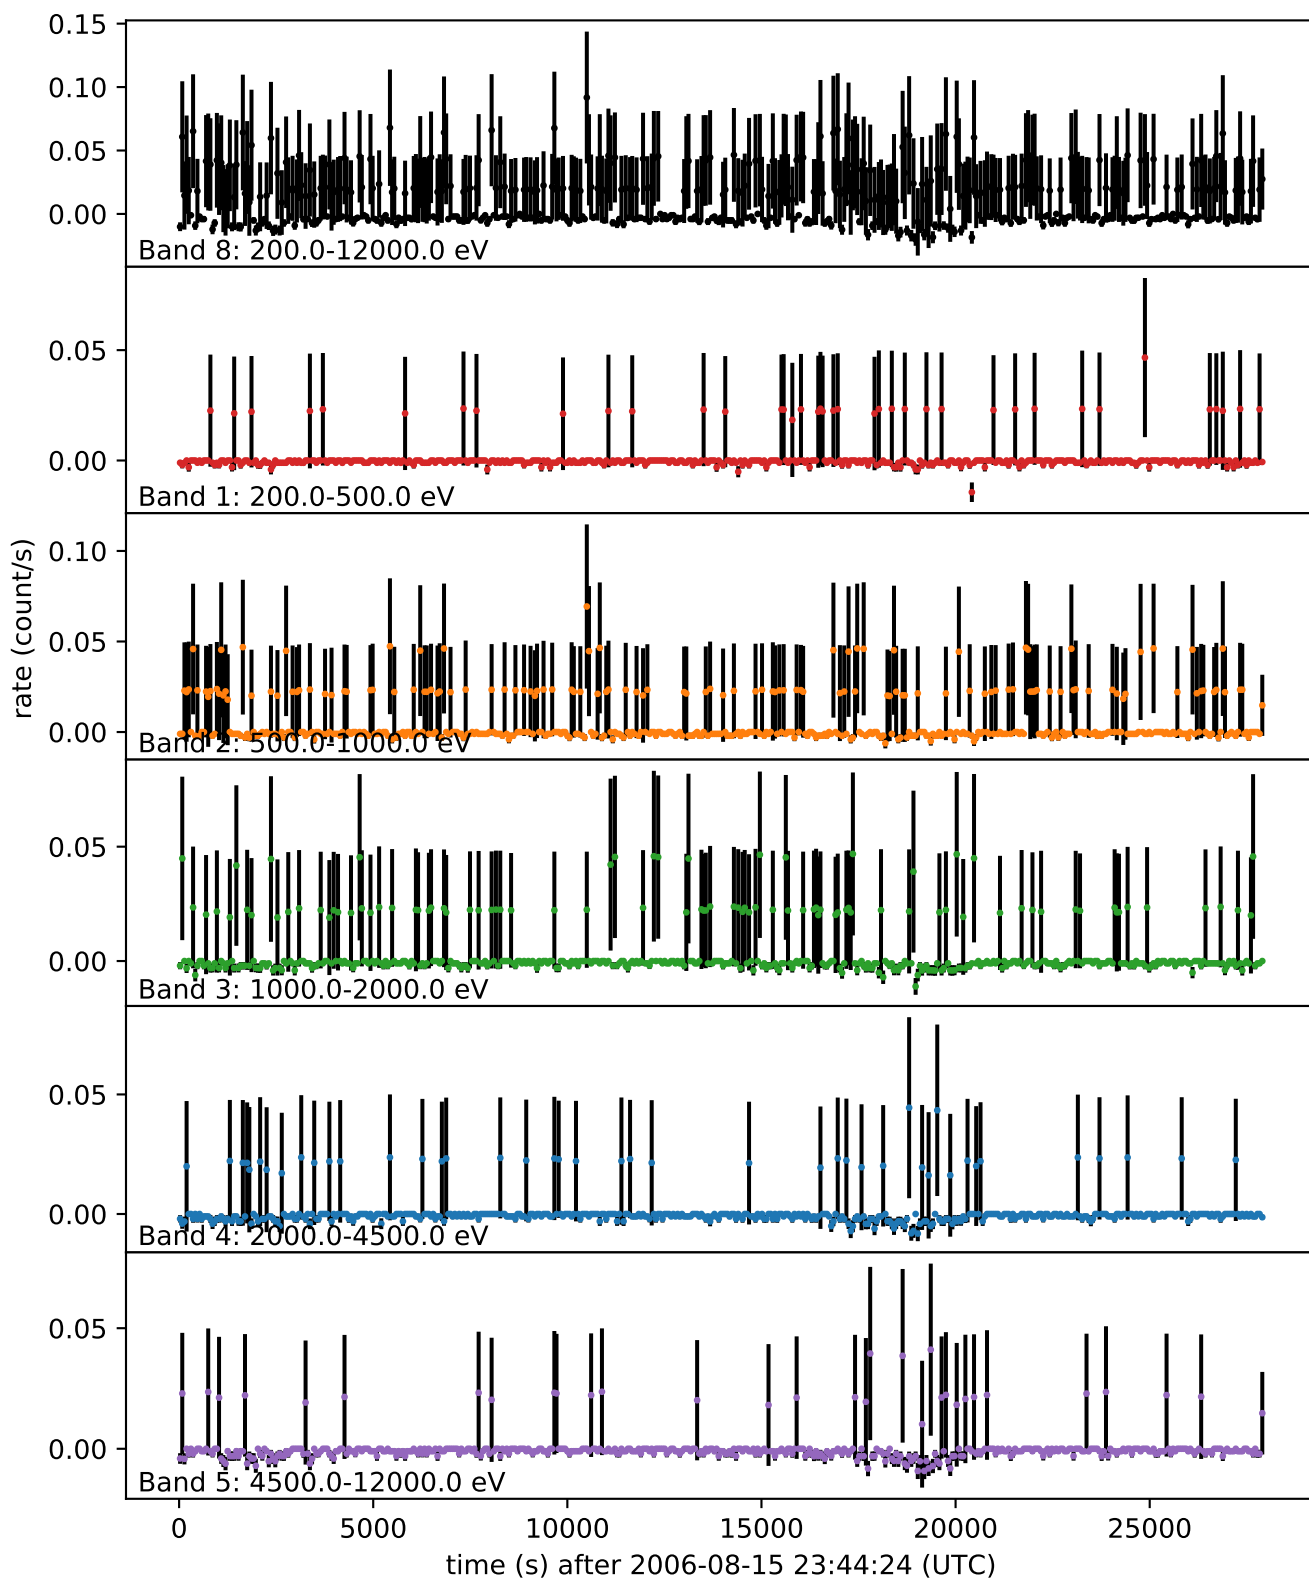 0.15
0.10
0.05
0.00
Band 8: 200.0-12000.0 eV
0.05
0.00
Band 1: 200.0-500.0 eV
0.10
0.05
0.00
Band 2: 500.0-1000.0 eV
rate (count/s)
0.05
0.00
Band 3: 1000.0-2000.0 eV
0.05
0.00
Band 4: 2000.0-4500.0 eV
0.05
0.00
Band 5: 4500.0-12000.0 eV
0 5000 10000 15000 20000 25000
time (s) after 2006-08-15 23:44:24 (UTC)